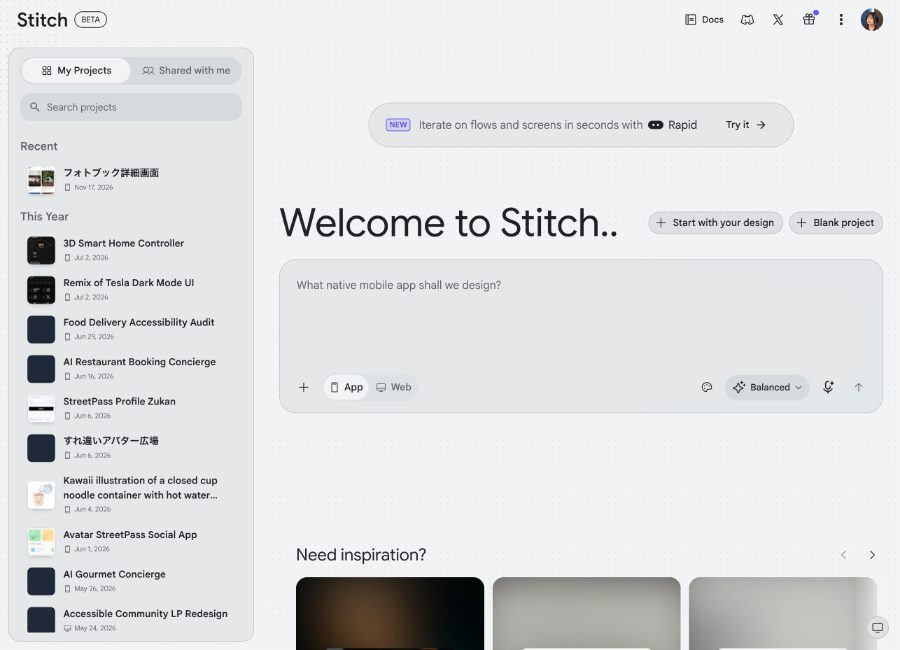 Stitch BETA
Docs
My Projects
Shared with me
Search projects
Recent
フォトブック詳細画面
Nov 17, 2026
This Year
3D Smart Home Controller
Jul 2, 2026
Remix of Tesla Dark Mode UI
Jul 2, 2026
Food Delivery Accessibility Audit
Jun 29, 2026
AI Restaurant Booking Concierge
Jun 16, 2026
StreetPass Profile Zukan
Jun 6, 2026
すれ違いアバター広場
Jun 6, 2026
Kawaii illustration of a closed cup
noodle container with hot water...
Jun 4, 2026
Avatar StreetPass Social App
Jun 1, 2026
AI Gourmet Concierge
May 26, 2026
Accessible Community LP Redesign
May 24, 2026
NEW Iterate on flows and screens in seconds with Rapid Try it
Welcome to Stitch..
Start with your design
Blank project
What native mobile app shall we design?
App
Web
Balanced
Need inspiration?